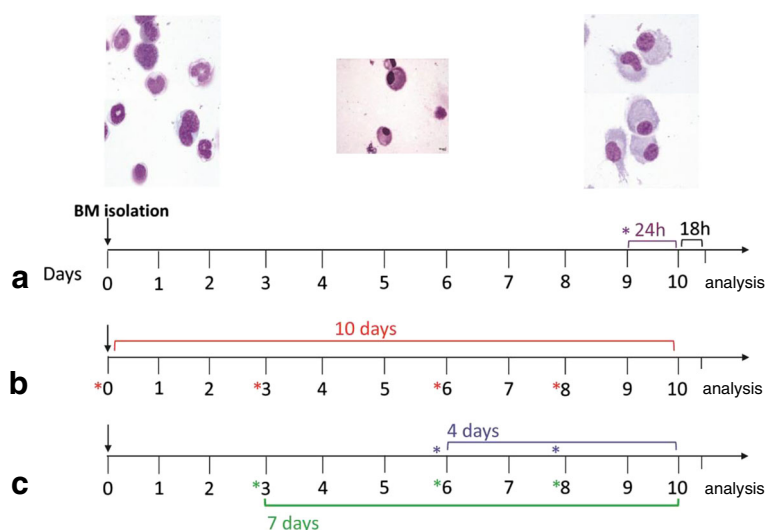 BM isolation
* 24h 18h
a Days 0 1 2 3 4 5 6 7 8 9 10 analysis
10 days
b *0 1 2 *3 4 5 *6 7 *8 9 10 analysis
4 days
* *
c 0 1 2 *3 4 5 *6 7 *8 9 10 analysis
7 days